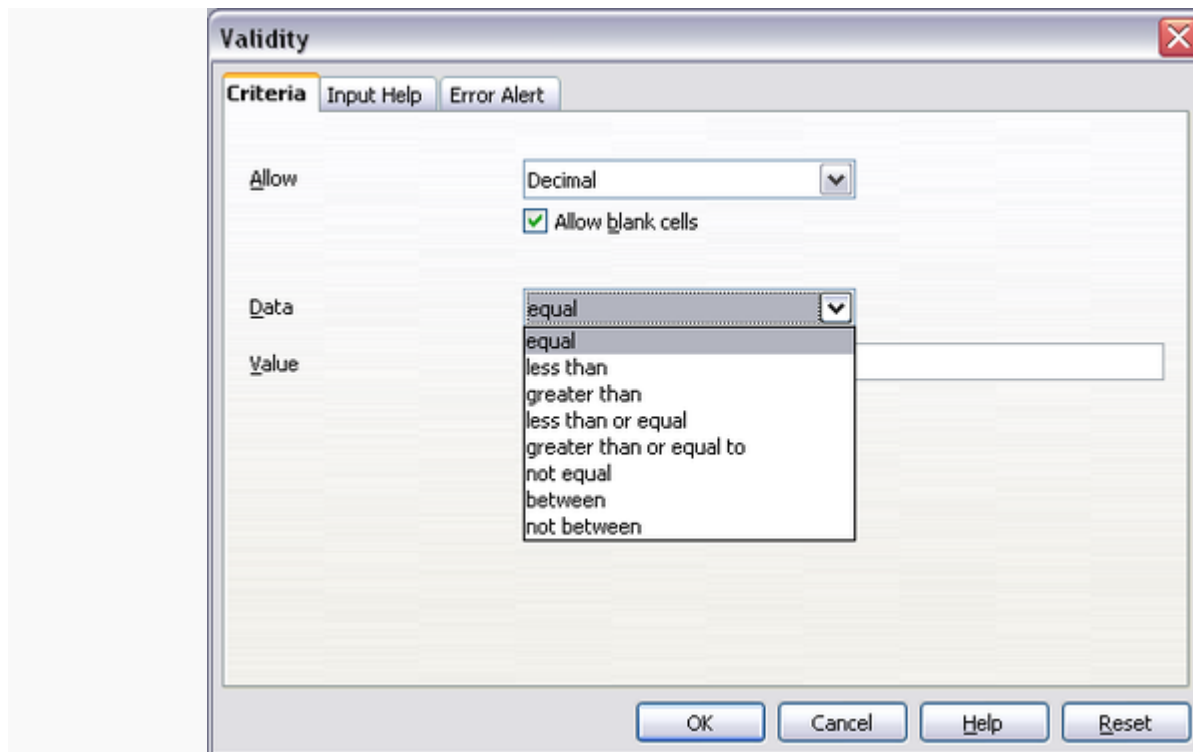 Validity
Criteria Input Help Error Alert
Allow Decimal
Allow blank cells
Data equal
equal
Value
less than
greater than
less than or equal
greater than or equal to
not equal
between
not between
OK Cancel Help Reset